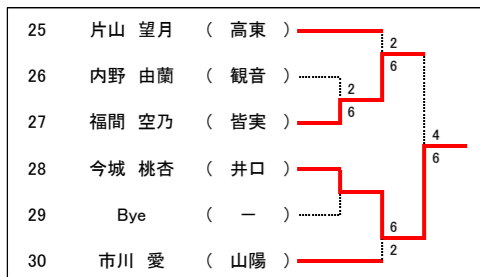 25 片山 望月 ( 高東 )
2
6
26 内野 由蘭 ( 観音 )
2
27 福間 空乃 ( 皆実 )
6
4
6
28 今城 桃杏 ( 井口 )
29 Bye ( － )
6
2
30 市川 愛 ( 山陽 )